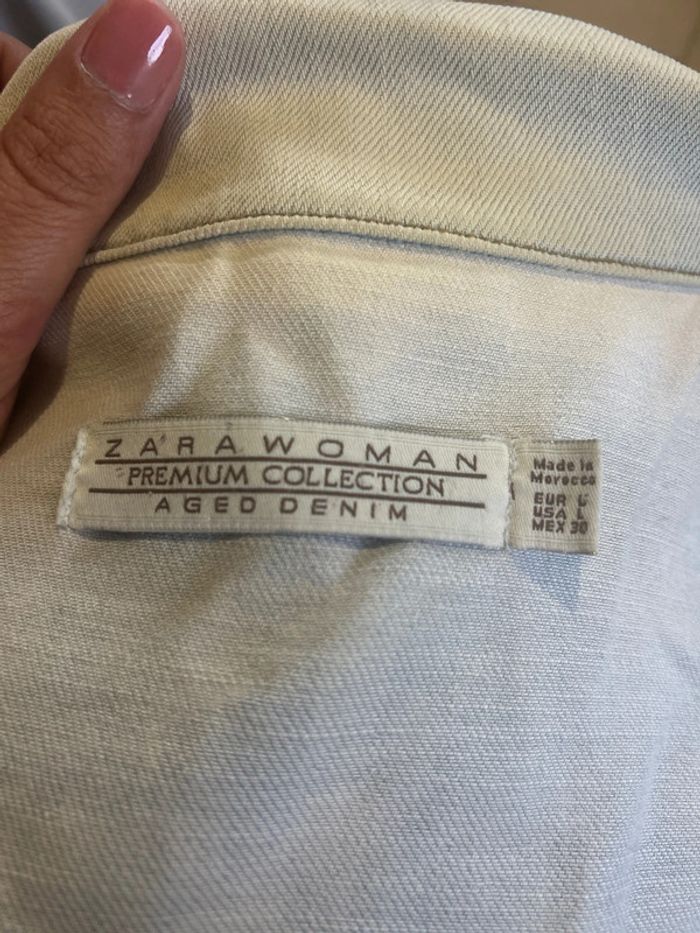 ZARA WOMAN
PREMIUM COLLECTION
AGED DENIM
Made in
Morocco
EUR L
USA L
MEX 30